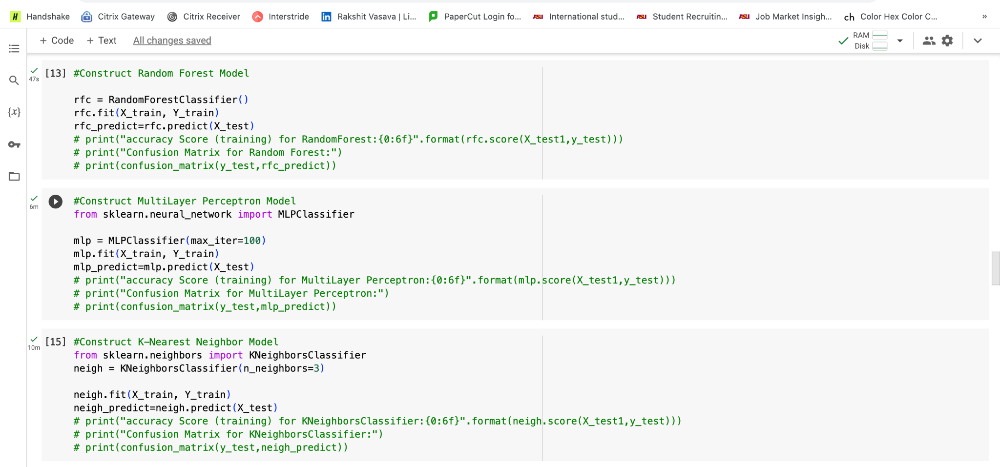 H Handshake Citrix Gateway Citrix Receiver Interstride in Rakshit Vasava | Li... PaperCut Login fo... ASU International stud... ASU Student Recruitin... ASU Job Market Insigh... ch Color Hex Color C... »
+ Code + Text All changes saved RAM
Disk
47s [13] #Construct Random Forest Model
{x}
rfc = RandomForestClassifier()
rfc.fit(X_train, Y_train)
rfc_predict=rfc.predict(X_test)
# print("accuracy Score (training) for RandomForest:{0:6f}".format(rfc.score(X_test1,y_test)))
# print("Confusion Matrix for Random Forest:")
# print(confusion_matrix(y_test,rfc_predict))
6m #Construct MultiLayer Perceptron Model
from sklearn.neural_network import MLPClassifier
mlp = MLPClassifier(max_iter=100)
mlp.fit(X_train, Y_train)
mlp_predict=mlp.predict(X_test)
# print("accuracy Score (training) for MultiLayer Perceptron:{0:6f}".format(mlp.score(X_test1,y_test)))
# print("Confusion Matrix for MultiLayer Perceptron:")
# print(confusion_matrix(y_test,mlp_predict))
10m [15] #Construct K-Nearest Neighbor Model
from sklearn.neighbors import KNeighborsClassifier
neigh = KNeighborsClassifier(n_neighbors=3)
neigh.fit(X_train, Y_train)
neigh_predict=neigh.predict(X_test)
# print("accuracy Score (training) for KNeighborsClassifier:{0:6f}".format(neigh.score(X_test1,y_test)))
# print("Confusion Matrix for KNeighborsClassifier:")
# print(confusion_matrix(y_test,neigh_predict))